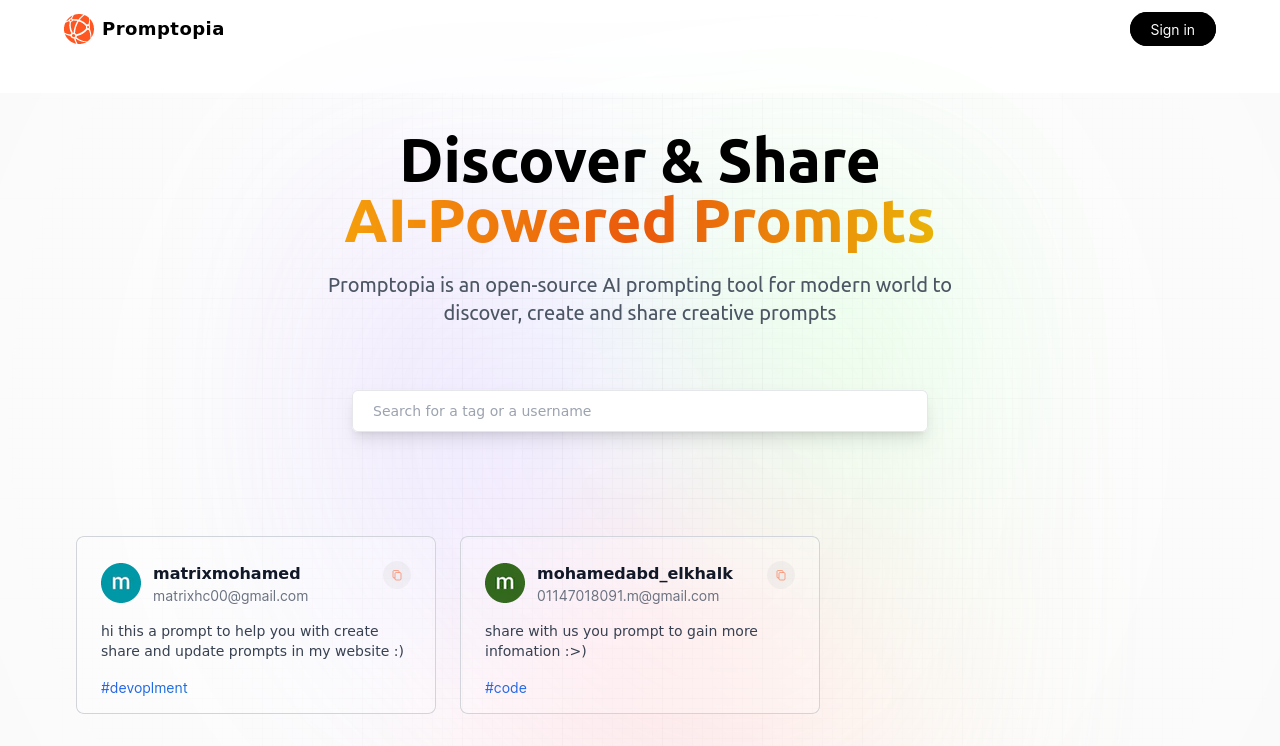 Promptopia
Sign in
Discover & Share
AI-Powered Prompts
Promptopia is an open-source AI prompting tool for modern world to
discover, create and share creative prompts
Search for a tag or a username
m
matrixmohamed
matrixhc00@gmail.com
hi this a prompt to help you with create
share and update prompts in my website :)
#devoplment
m
mohamedabd_elkhalk
01147018091.m@gmail.com
share with us you prompt to gain more
infomation :>)
#code